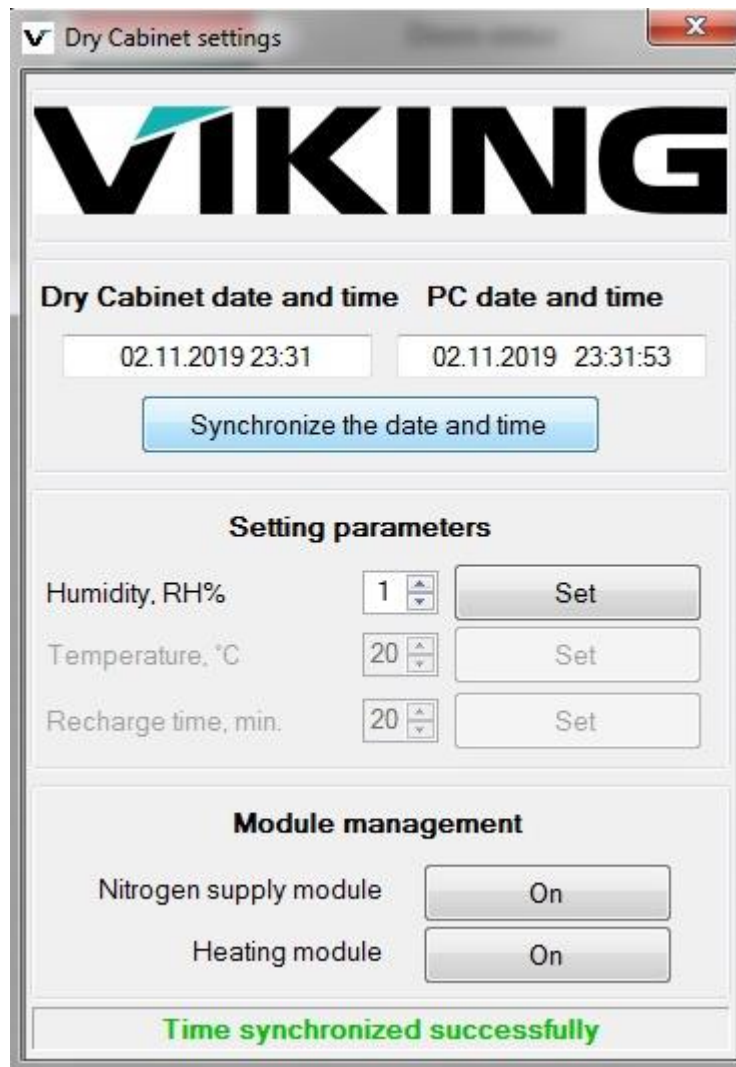 Dry Cabinet settings
VIKING
Dry Cabinet date and time PC date and time
02.11.2019 23:31 02.11.2019 23:31:53
Synchronize the date and time
Setting parameters
Humidity, RH% 1 Set
Temperature, °C 20 Set
Recharge time, min. 20 Set
Module management
Nitrogen supply module On
Heating module On
Time synchronized successfully